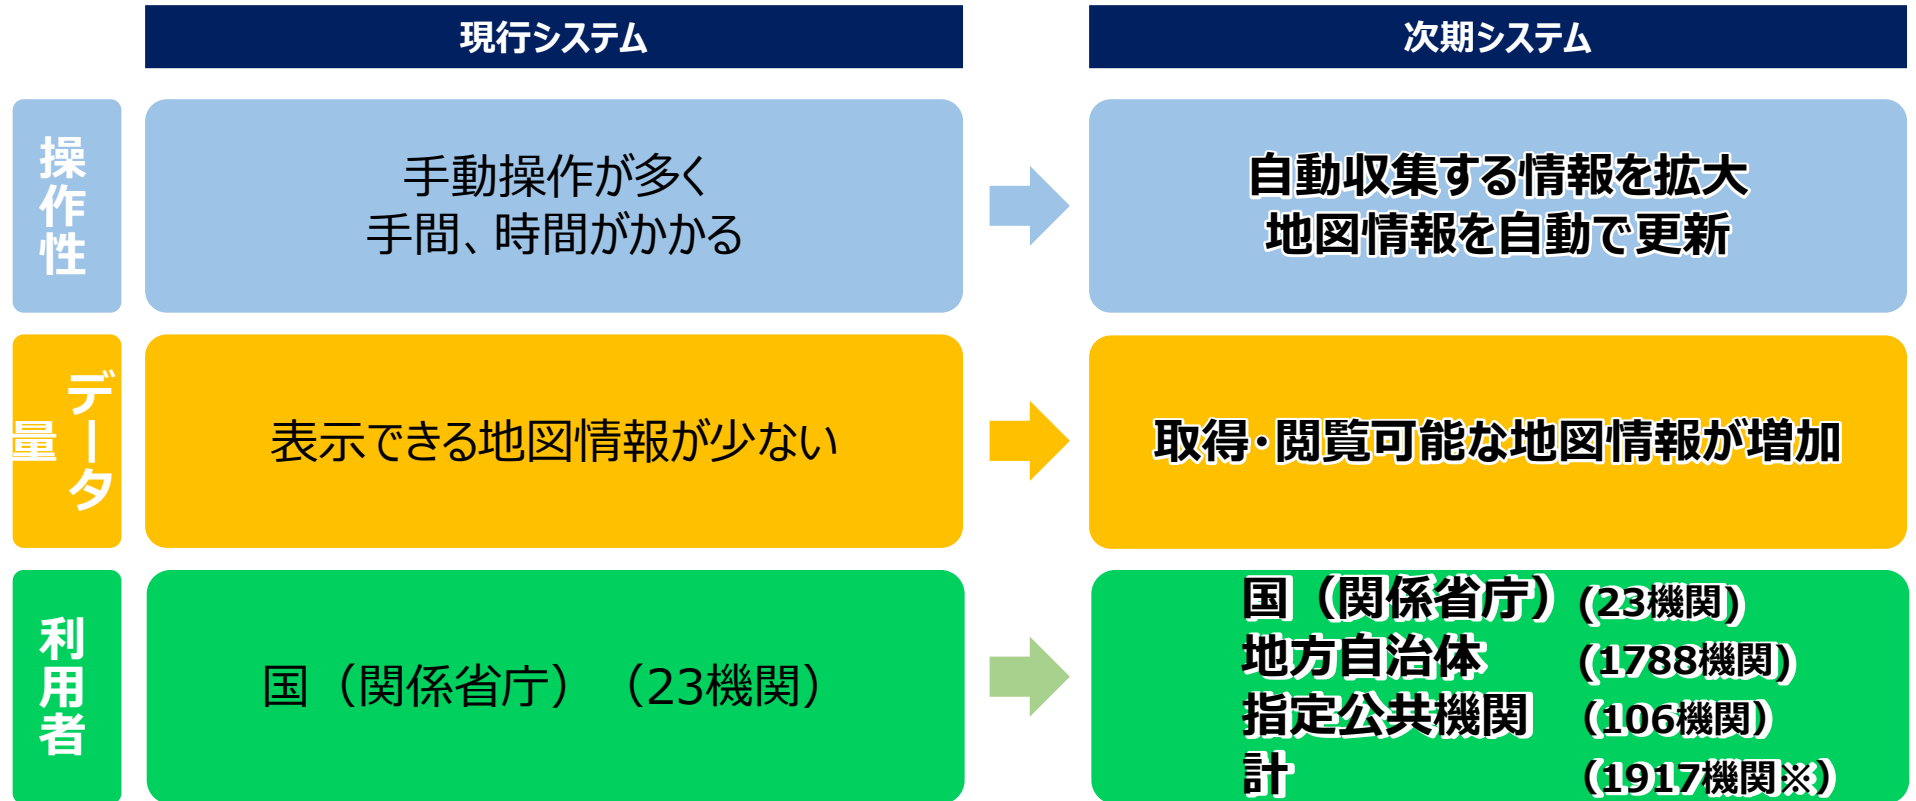 現行システム
次期システム
操作性
手動操作が多く
手間、時間がかかる
自動収集する情報を拡大
地図情報を自動で更新
データ
量
表示できる地図情報が少ない
取得・閲覧可能な地図情報が増加
利用者
国（関係省庁）（23機関）
国（関係省庁）(23機関)
地方自治体 (1788機関)
指定公共機関 （106機関）
計 （1917機関※）